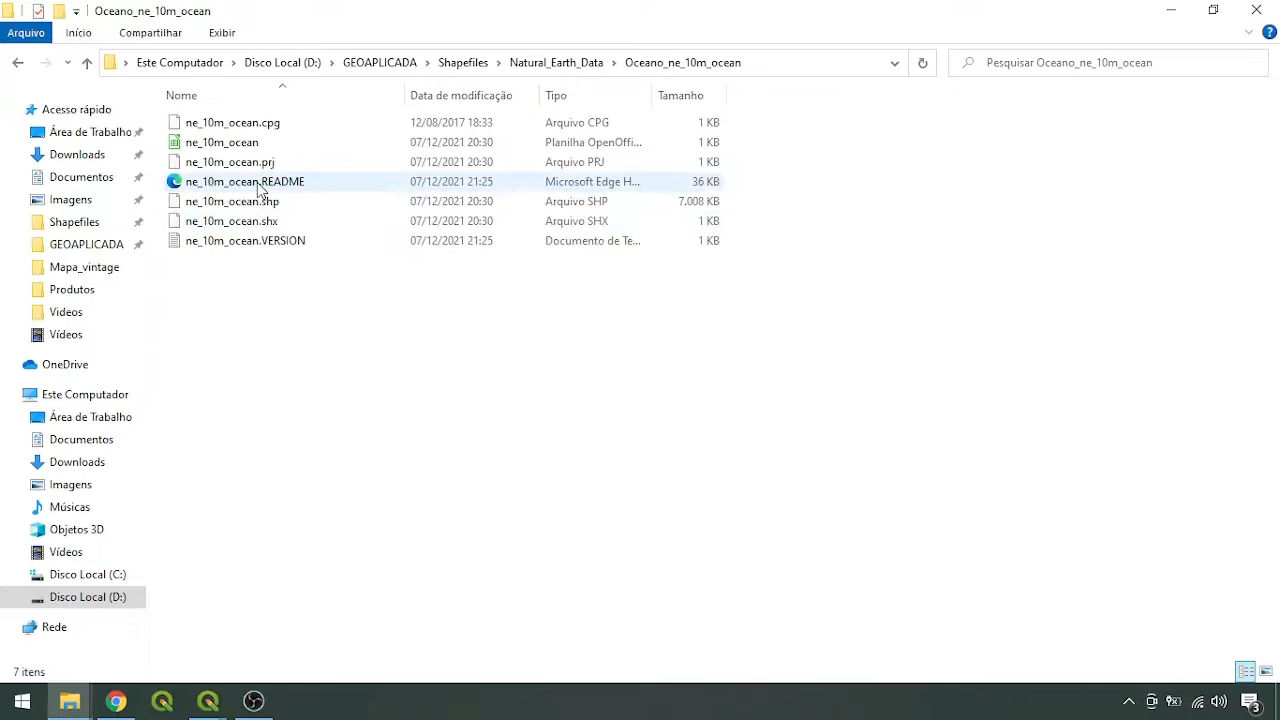 Oceano_ne_10m_ocean
Arquivo Início Compartilhar Exibir
Este Computador Disco Local (D:) GEOAPLICADA Shapefiles Natural_Earth_Data Oceano_ne_10m_ocean Pesquisar Oceano_ne_10m_ocean
Nome Data de modificação Tipo Tamanho
ne_10m_ocean.cpg 12/08/2017 18:33 Arquivo CPG 1 KB
ne_10m_ocean 07/12/2021 20:30 Planilha OpenOffi... 1 KB
ne_10m_ocean.prj 07/12/2021 20:30 Arquivo PRJ 1 KB
ne_10m_ocean.README 07/12/2021 21:25 Microsoft Edge H... 36 KB
ne_10m_ocean.shp 07/12/2021 20:30 Arquivo SHP 7.008 KB
ne_10m_ocean.shx 07/12/2021 20:30 Arquivo SHX 1 KB
ne_10m_ocean.VERSION 07/12/2021 21:25 Documento de Te... 1 KB
Acesso rápido
Área de Trabalho
Downloads
Documentos
Imagens
Shapefiles
GEOAPLICADA
Mapa_vintage
Produtos
Videos
Vídeos
OneDrive
Este Computador
Área de Trabalho
Documentos
Downloads
Imagens
Músicas
Objetos 3D
Vídeos
Disco Local (C:)
Disco Local (D:)
Rede
7 itens
3